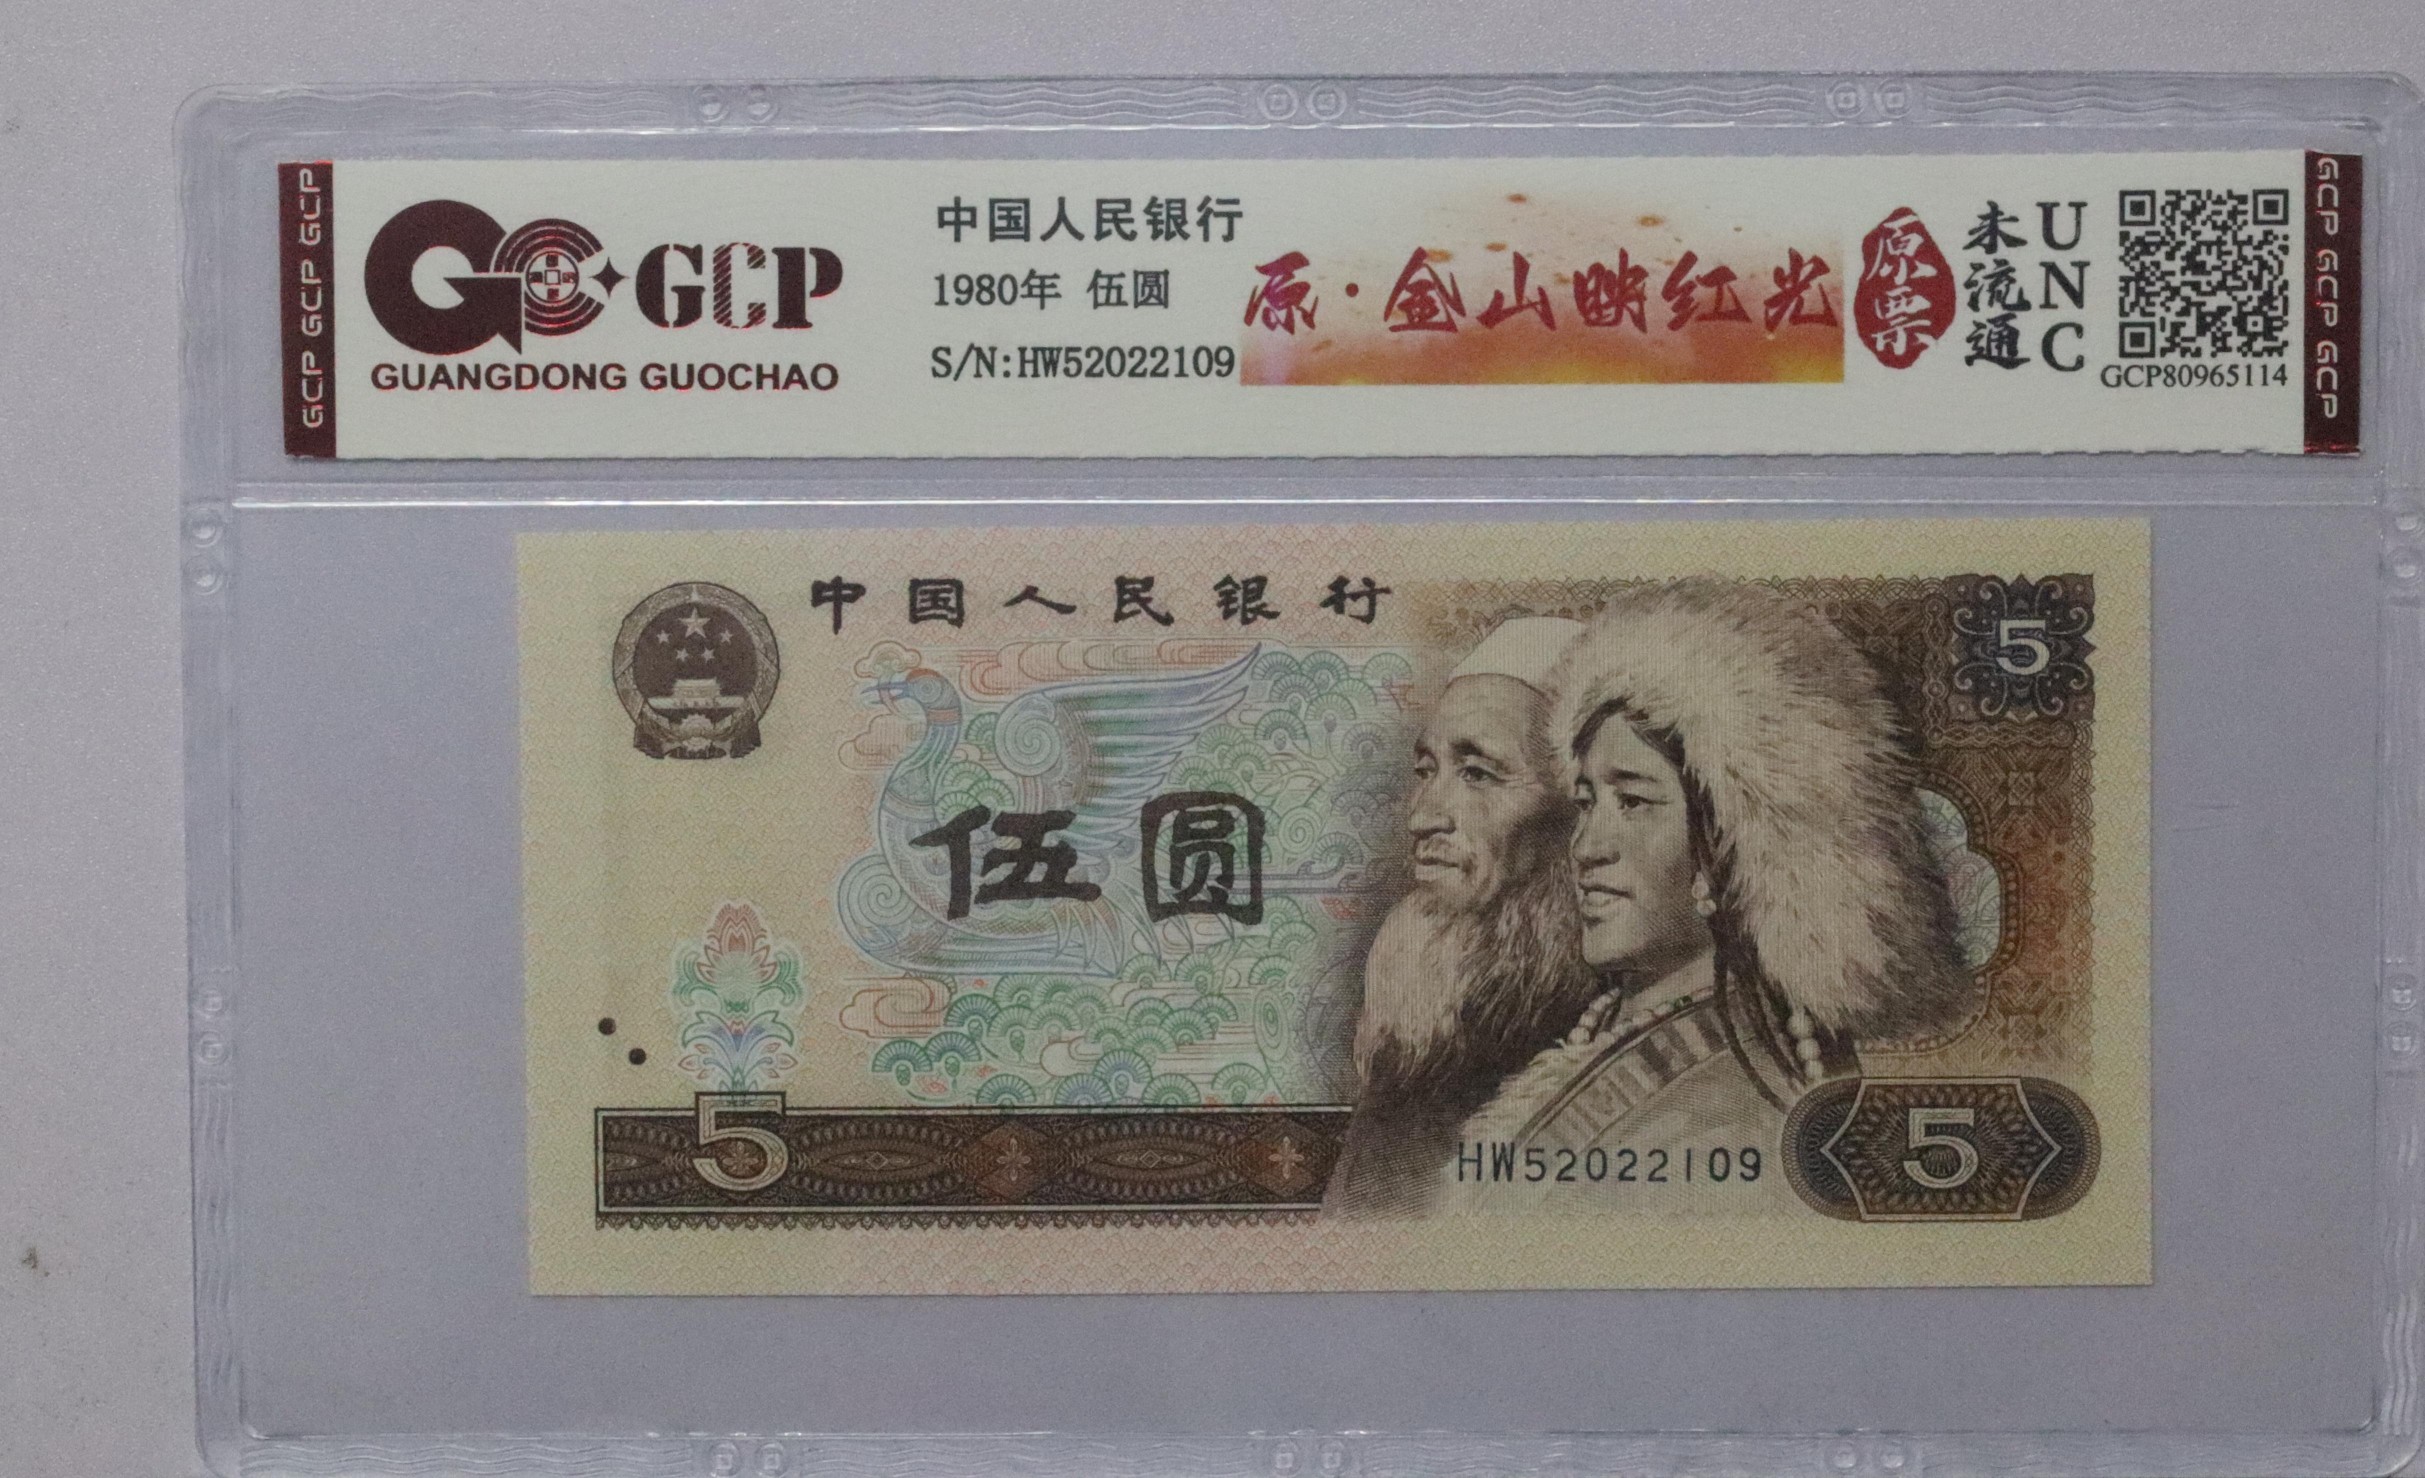 GCP GCP GCP
GCP
GUANGDONG GUOCHAO
中国人民银行
1980年 伍圆
S/N:HW52022109
原·金山映红光
原票
未流通
UNC
GCP80965114
GCP GCP GCP
中国人民银行
5
伍圆
5
HW52022109
5